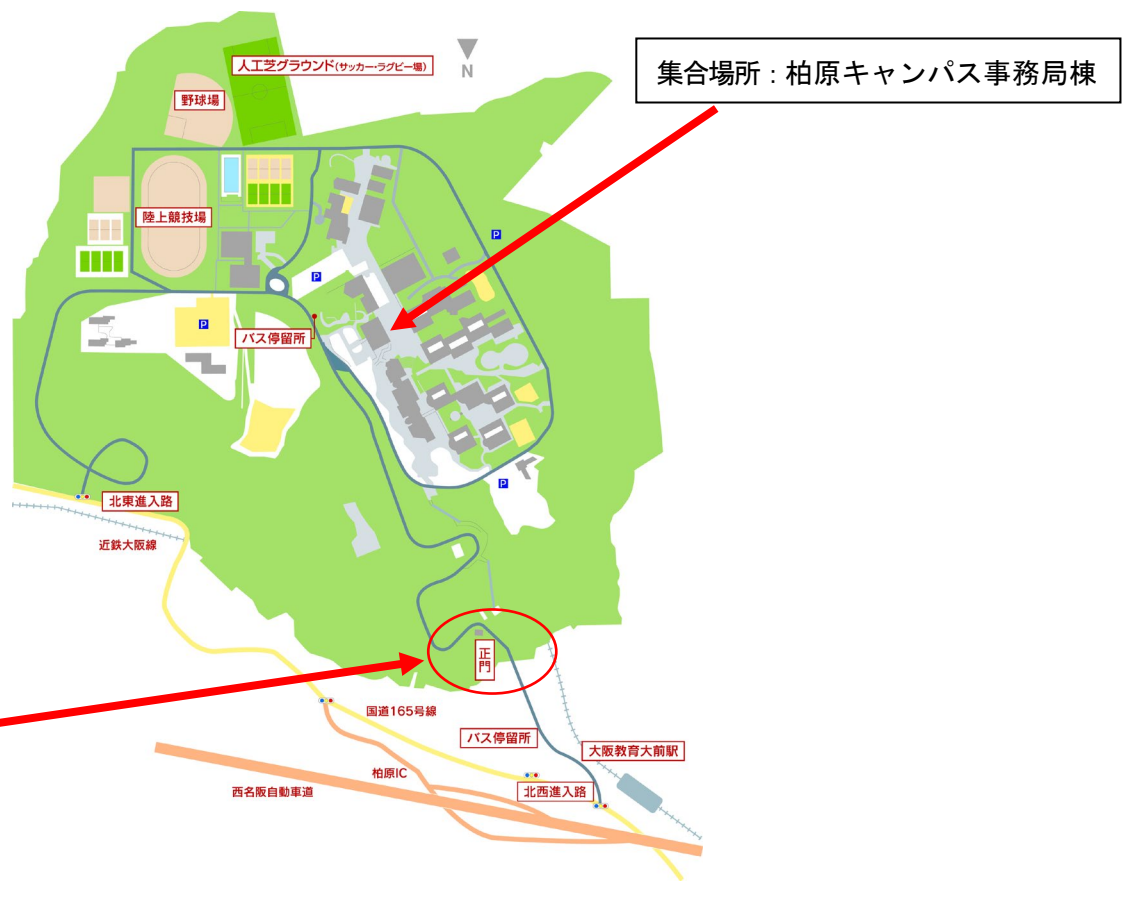 集合場所：柏原キャンパス事務局棟
人工芝グラウンド(サッカー・ラグビー場)
N
野球場
陸上競技場
P
P
P
バス停留所
P
北東進入路
近鉄大阪線
正門
国道165号線
バス停留所
大阪教育大前駅
柏原IC
西名阪自動車道
北西進入路